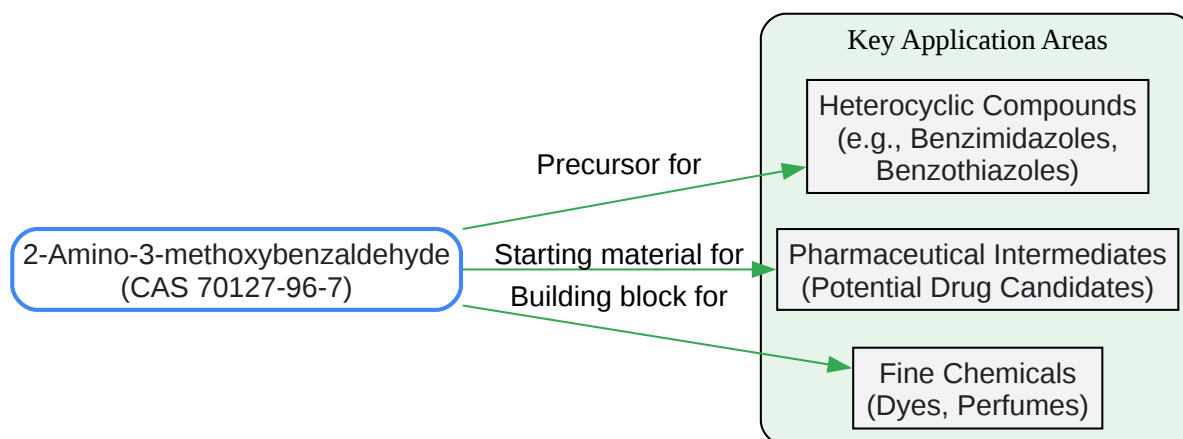 Key Application Areas
Heterocyclic Compounds
(e.g., Benzimidazoles,
Benzothiazoles)
Precursor for
2-Amino-3-methoxybenzaldehyde
(CAS 70127-96-7)
Starting material for
Pharmaceutical Intermediates
(Potential Drug Candidates)
Building block for
Fine Chemicals
(Dyes, Perfumes)